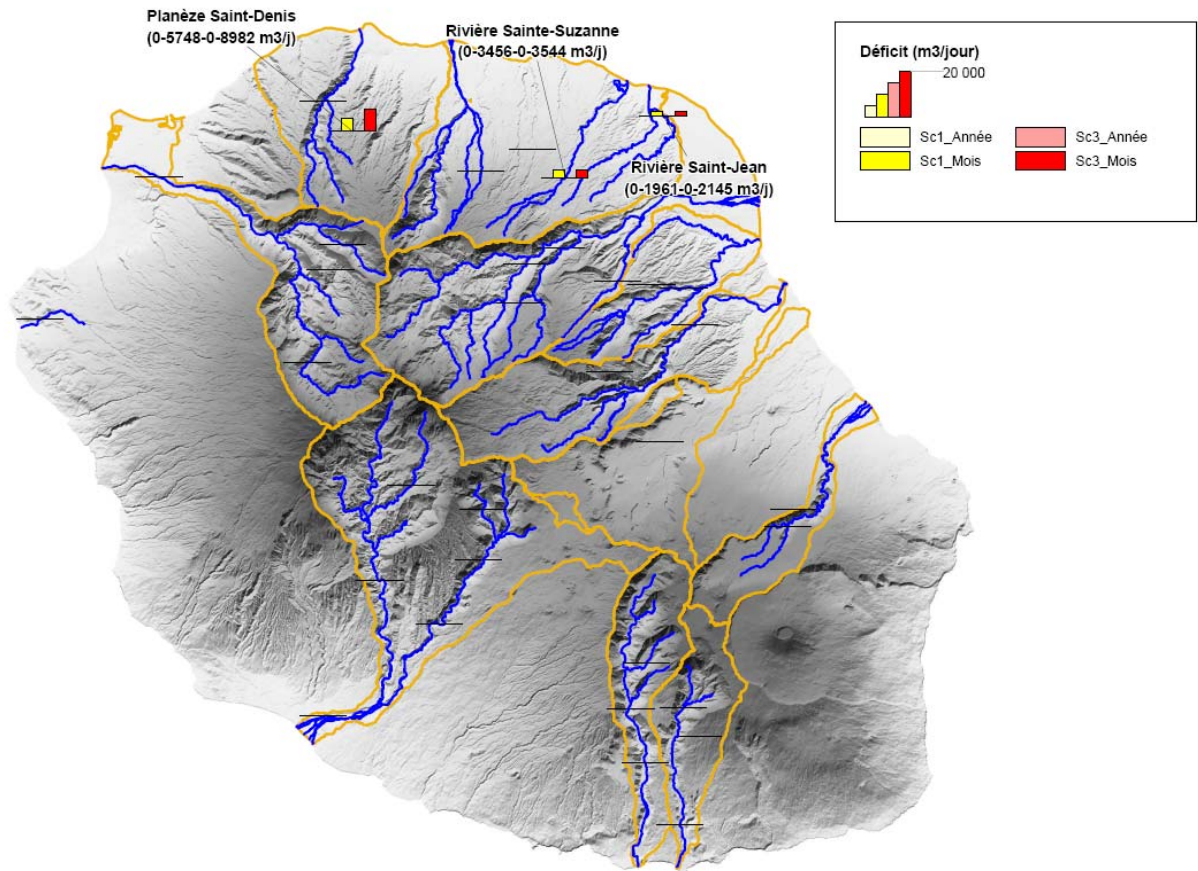 Planèze Saint-Denis
(0-5748-0-8982 m3/j)
Rivière Sainte-Suzanne
(0-3456-0-3544 m3/j)
Rivière Saint-Jean
(0-1961-0-2145 m3/j)
Déficit (m3/jour)
20 000
Sc1_Année
Sc3_Année
Sc1_Mois
Sc3_Mois